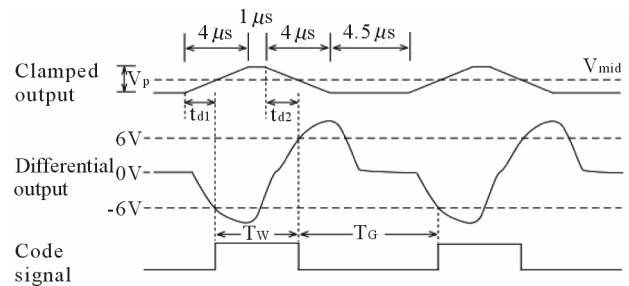 1 μs
4 μs 4 μs 4.5 μs
Clamped output
Vp
Vmid
td1 td2
6V
Differential output
0V
-6V
TW TG
Code signal